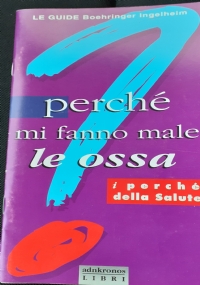 LE GUIDE Boehringer Ingelheim
perché
mi fanno male
le ossa
i perché
della Salute
adnkronos
LIBRI